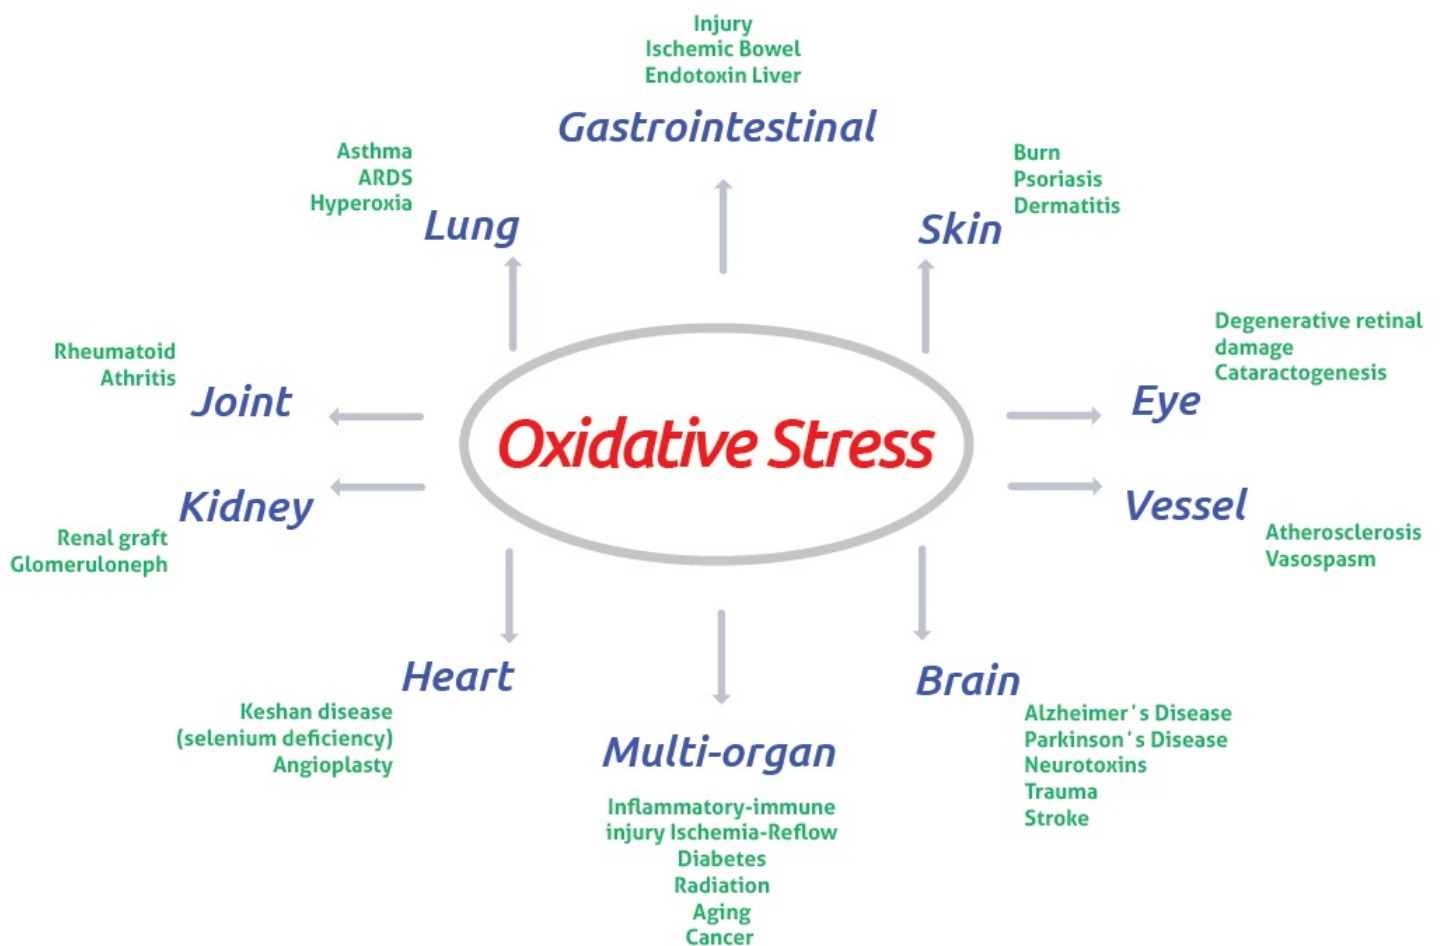 Injury
Ischemic Bowel
Endotoxin Liver
Gastrointestinal
Asthma
ARDS
Hyperoxia
Lung
Burn
Psoriasis
Dermatitis
Skin
Rheumatoid
Athritis
Joint
Degenerative retinal
damage
Cataractogenesis
Eye
Oxidative Stress
Kidney
Renal graft
Glomeruloneph
Vessel
Atherosclerosis
Vasospasm
Heart
Keshan disease
(selenium deficiency)
Angioplasty
Multi-organ
Inflammatory-immune
injury Ischemia-Reflow
Diabetes
Radiation
Aging
Cancer
Brain
Alzheimer's Disease
Parkinson's Disease
Neurotoxins
Trauma
Stroke